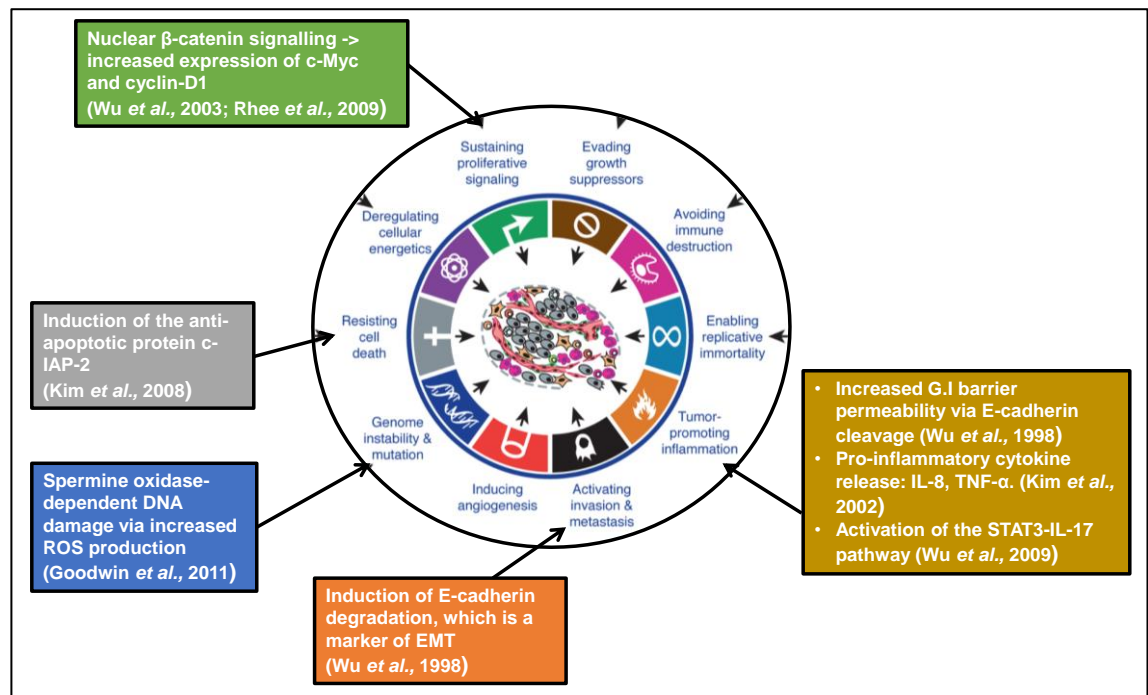 Nuclear β-catenin signalling ->
increased expression of c-Myc
and cyclin-D1
(Wu et al., 2003; Rhee et al., 2009)
Sustaining
proliferative
signaling
Evading
growth
suppressors
Deregulating
cellular
energetics
Avoiding
immune
destruction
Induction of the anti-
apoptotic protein c-
IAP-2
(Kim et al., 2008)
Resisting
cell
death
Enabling
replicative
immortality
Genome
instability &
mutation
Tumor-
promoting
inflammation
Inducing
angiogenesis
Activating
invasion &
metastasis
• Increased G.I barrier
permeability via E-cadherin
cleavage (Wu et al., 1998)
• Pro-inflammatory cytokine
release: IL-8, TNF-α. (Kim et al.,
2002)
• Activation of the STAT3-IL-17
pathway (Wu et al., 2009)
Spermine oxidase-
dependent DNA
damage via increased
ROS production
(Goodwin et al., 2011)
Induction of E-cadherin
degradation, which is a
marker of EMT
(Wu et al., 1998)